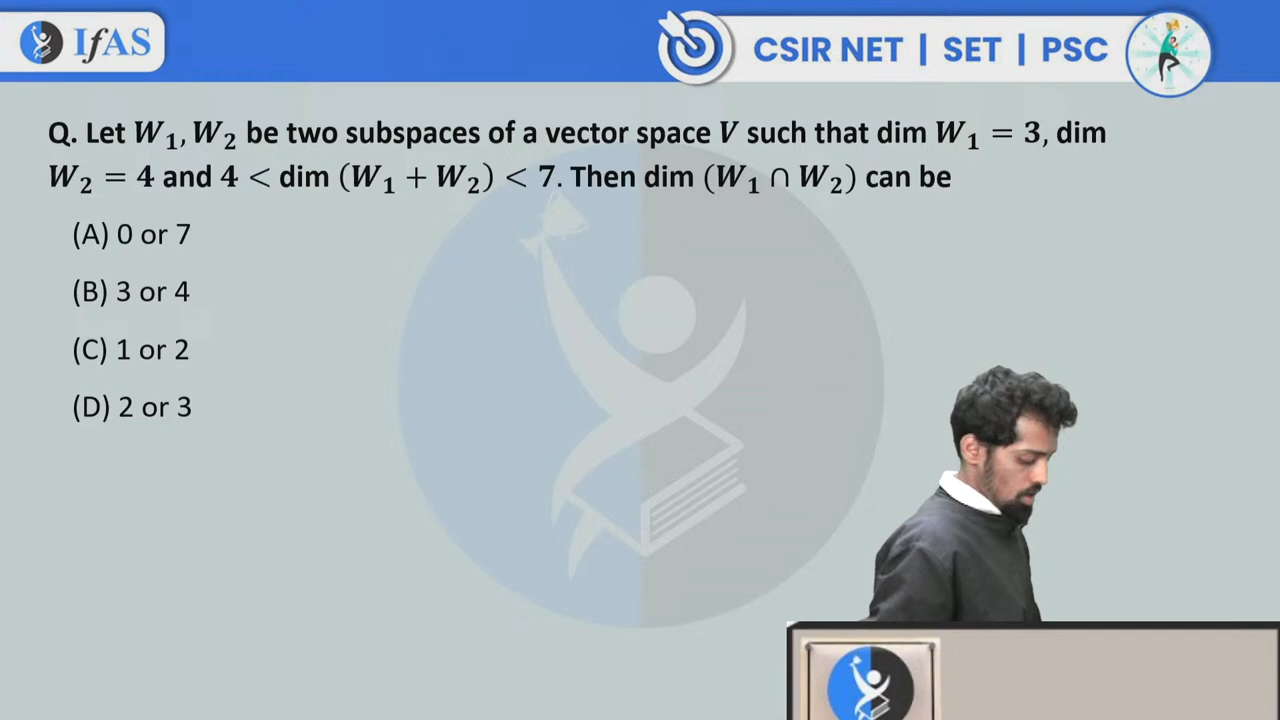 IfAS
CSIR NET | SET | PSC
Q. Let W₁, W₂ be two subspaces of a vector space V such that dim W₁ = 3, dim
W₂ = 4 and 4 < dim (W₁ + W₂) < 7. Then dim (W₁ ∩ W₂) can be
(A) 0 or 7
(B) 3 or 4
(C) 1 or 2
(D) 2 or 3